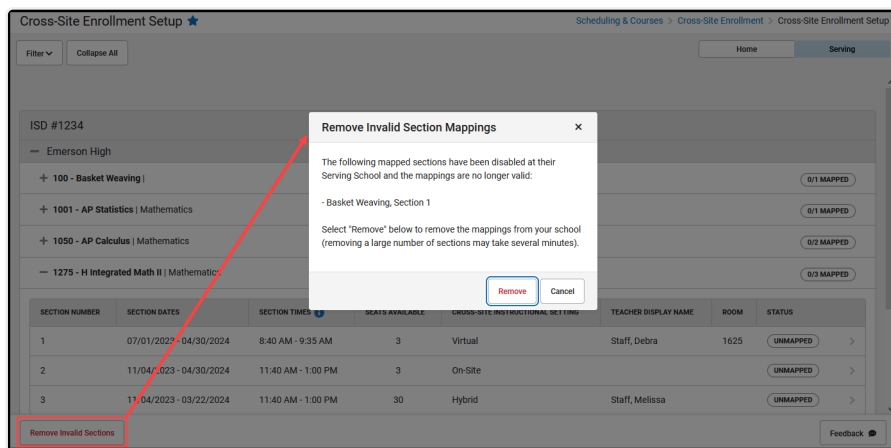 Cross-Site Enrollment Setup
Scheduling & Courses > Cross-Site Enrollment > Cross-Site Enrollment Setup
Filter
Collapse All
Home
Serving
ISD #1234
Emerson High
100 - Basket Weaving |
0/1 MAPPED
1001 - AP Statistics | Mathematics
0/1 MAPPED
1050 - AP Calculus | Mathematics
0/2 MAPPED
1275 - H Integrated Math II | Mathematics
0/3 MAPPED
SECTION NUMBER SECTION DATES SECTION TIMES SEATS AVAILABLE CROSS-SITE INSTRUCTIONAL SETTING TEACHER DISPLAY NAME ROOM STATUS
1 07/01/2023 - 04/30/2024 8:40 AM - 9:35 AM 3 Virtual Staff, Debra 1625 UNMAPPED
2 11/04/2023 - 04/30/2024 11:40 AM - 1:00 PM 3 On-Site UNMAPPED
3 11/04/2023 - 03/22/2024 11:40 AM - 1:00 PM 30 Hybrid Staff, Melissa UNMAPPED
Remove Invalid Sections
Feedback
Remove Invalid Section Mappings
The following mapped sections have been disabled at their
Serving School and the mappings are no longer valid:
- Basket Weaving, Section 1
Select "Remove" below to remove the mappings from your school
(removing a large number of sections may take several minutes).
Remove
Cancel